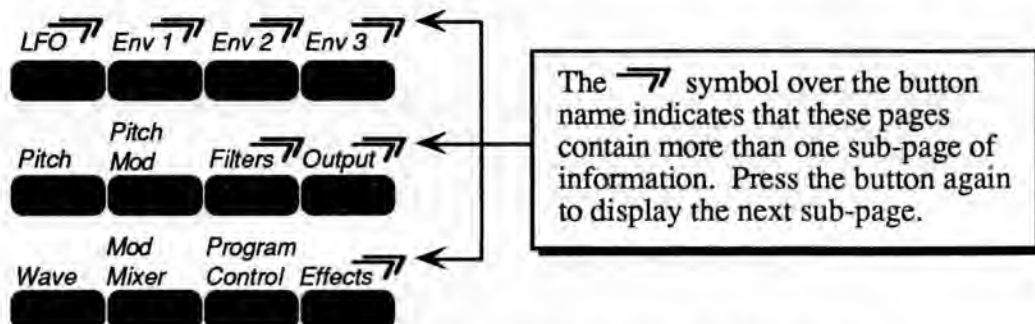 LFO Env 1 Env 2 Env 3
Pitch Pitch Mod Filters Output
Wave Mod Mixer Program Control Effects
The symbol over the button
name indicates that these pages
contain more than one sub-page of
information. Press the button again
to display the next sub-page.